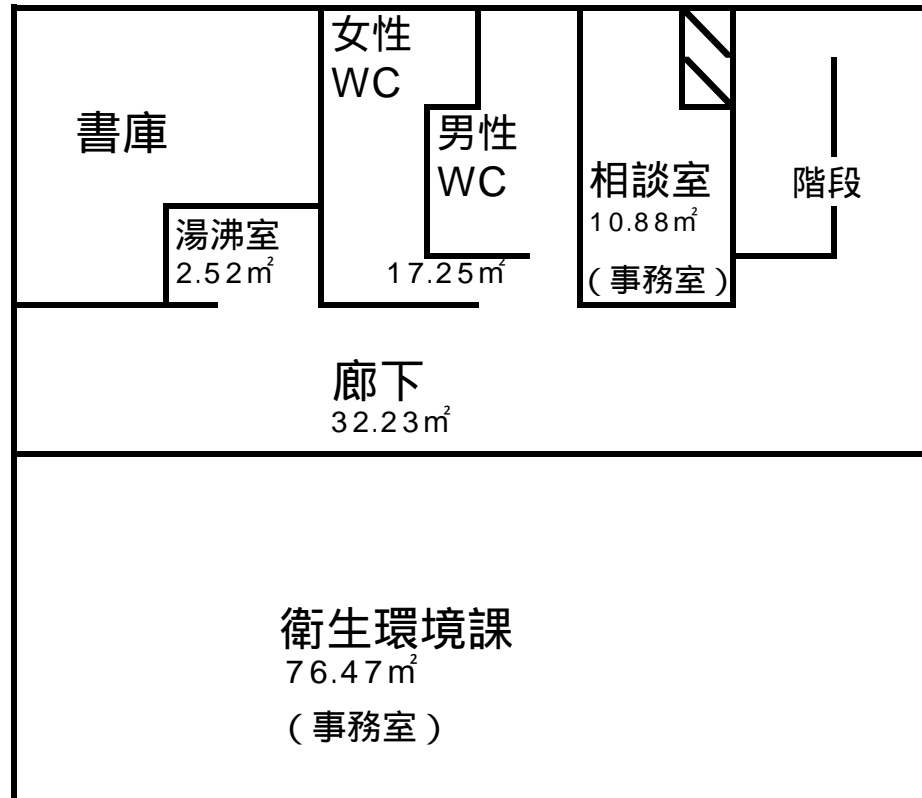 書庫
湯沸室
2.52㎡
女性
WC
男性
WC
17.25㎡
相談室
10.88㎡
（事務室）
階段
廊下
32.23㎡
衛生環境課
76.47㎡
（事務室）